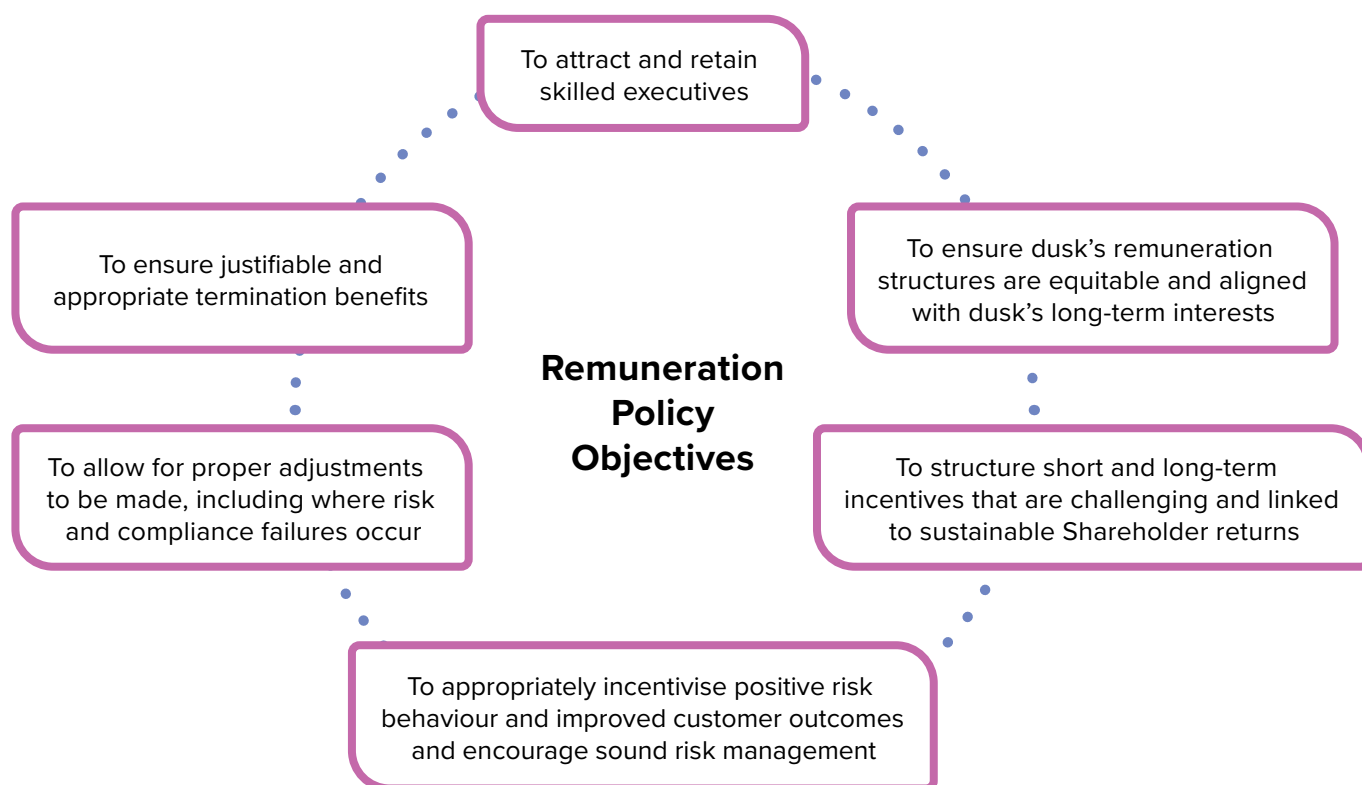 To attract and retain
skilled executives
To ensure justifiable and
appropriate termination benefits
To ensure dusk’s remuneration
structures are equitable and aligned
with dusk’s long-term interests
Remuneration
Policy
Objectives
To allow for proper adjustments
to be made, including where risk
and compliance failures occur
To structure short and long-term
incentives that are challenging and linked
to sustainable Shareholder returns
To appropriately incentivise positive risk
behaviour and improved customer outcomes
and encourage sound risk management